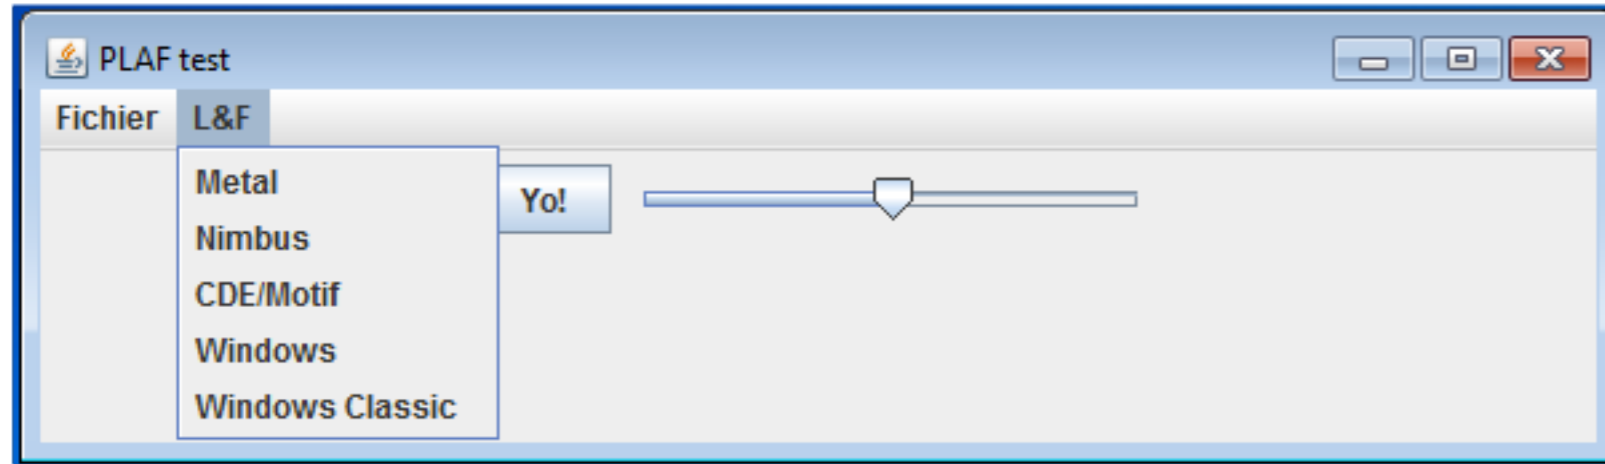 PLAF test
Fichier L&F
Metal
Yo!
Nimbus
CDE/Motif
Windows
Windows Classic